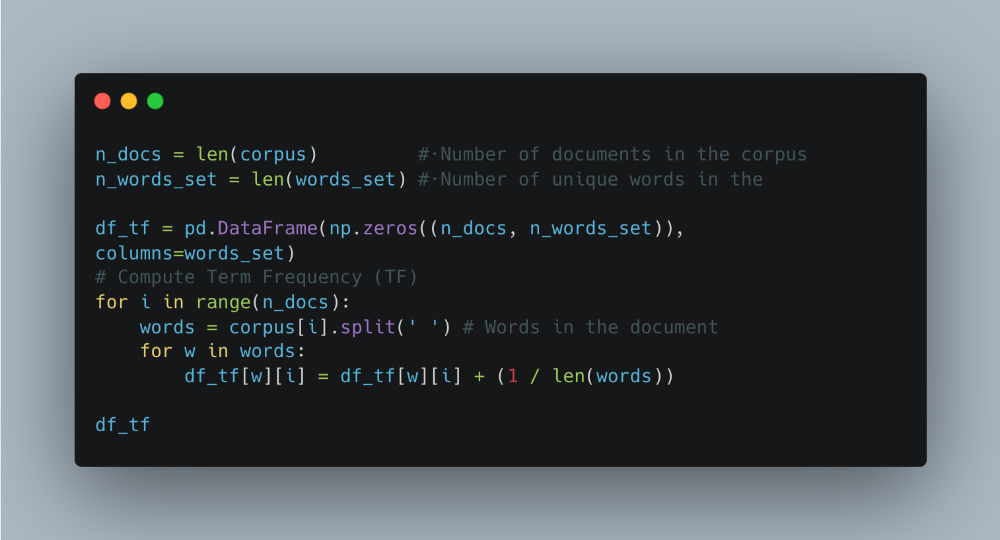 n_docs = len(corpus)         #·Number of documents in the corpus
n_words_set = len(words_set) #·Number of unique words in the

df_tf = pd.DataFrame(np.zeros((n_docs, n_words_set)),
columns=words_set)
# Compute Term Frequency (TF)
for i in range(n_docs):
    words = corpus[i].split(' ') # Words in the document
    for w in words:
        df_tf[w][i] = df_tf[w][i] + (1 / len(words))

df_tf